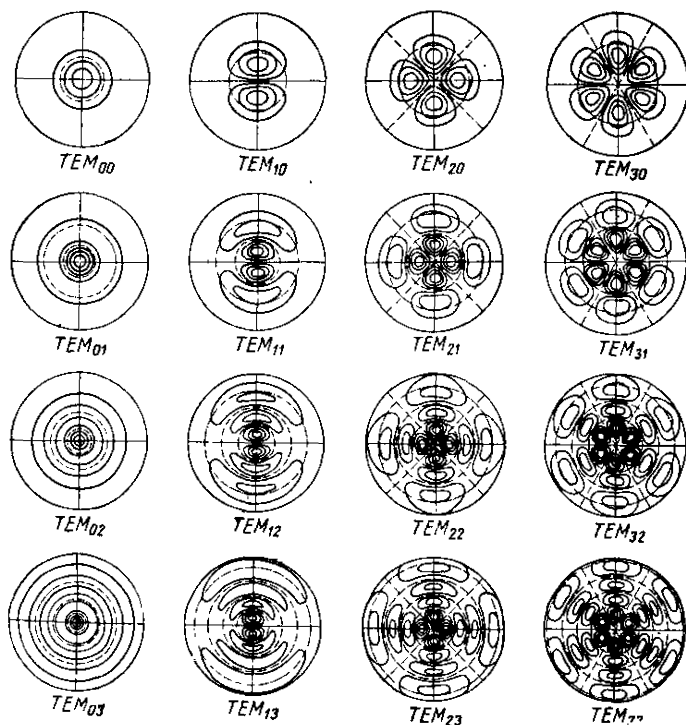 TEM₀₀ TEM₁₀ TEM₂₀ TEM₃₀
TEM₀₁ TEM₁₁ TEM₂₁ TEM₃₁
TEM₀₂ TEM₁₂ TEM₂₂ TEM₃₂
TEM₀₃ TEM₁₃ TEM₂₃